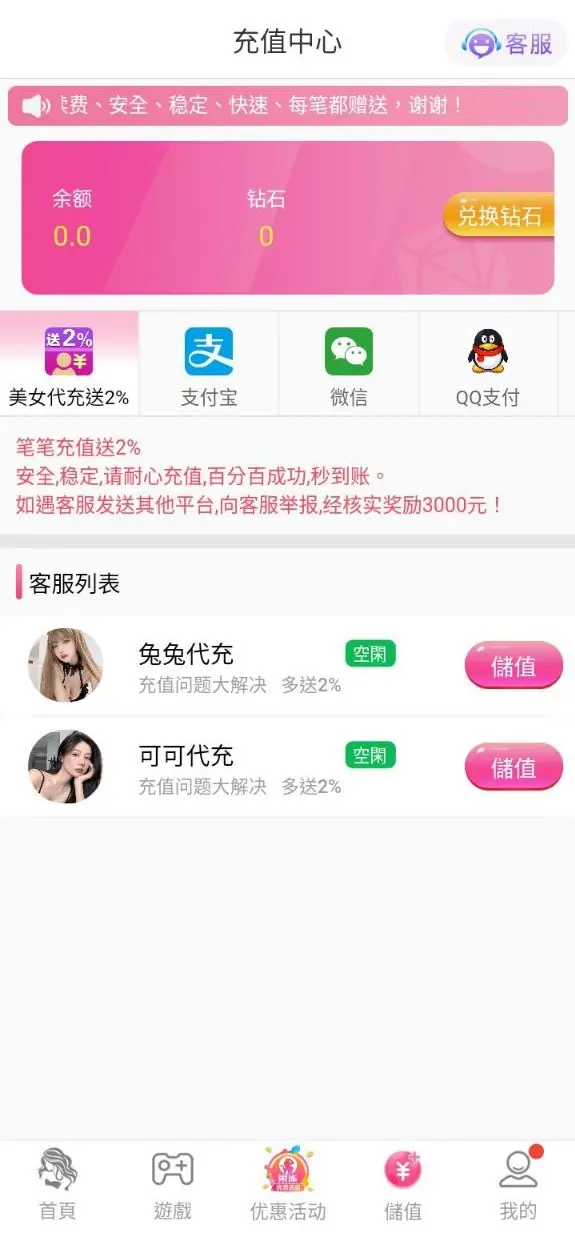 充值中心
客服
费、安全、稳定、快速、每笔都赠送，谢谢！
余额
钻石
0.0
0
兑换钻石
送2%
美女代充送2%
支付宝
微信
QQ支付
笔笔充值送2%
安全,稳定,请耐心充值,百分百成功,秒到账。
如遇客服发送其他平台,向客服举报,经核实奖励3000元！
客服列表
兔兔代充
空閑
儲值
充值问题大解决 多送2%
可可代充
空閑
儲值
充值问题大解决 多送2%
首頁
遊戲
优惠活动
儲值
我的